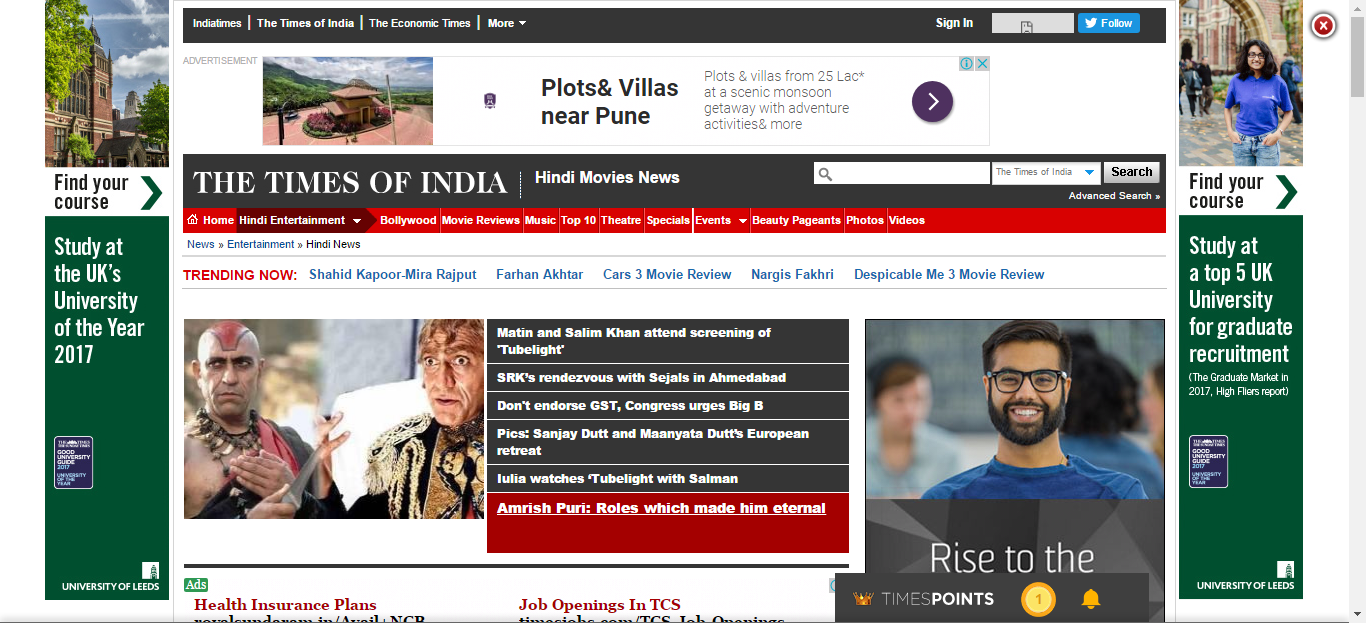 Indiatimes | The Times of India | The Economic Times | More
Sign In
Follow
ADVERTISEMENT
Plots& Villas
near Pune
Plots & villas from 25 Lac*
at a scenic monsoon
getaway with adventure
activities& more
Find your
course
Study at
the UK's
University
of the Year
2017
THE TIMES
THE SUNDAY TIMES
GOOD
UNIVERSITY
GUIDE
2017
UNIVERSITY
OF THE
YEAR
UNIVERSITY OF LEEDS
THE TIMES OF INDIA
Hindi Movies News
The Times of India
Search
Advanced Search »
Home Hindi Entertainment Bollywood Movie Reviews Music Top 10 Theatre Specials Events Beauty Pageants Photos Videos
News » Entertainment » Hindi News
TRENDING NOW: Shahid Kapoor-Mira Rajput Farhan Akhtar Cars 3 Movie Review Nargis Fakhri Despicable Me 3 Movie Review
Matin and Salim Khan attend screening of
'Tubelight'
SRK's rendezvous with Sejals in Ahmedabad
Don't endorse GST, Congress urges Big B
Pics: Sanjay Dutt and Maanyata Dutt's European
retreat
Iulia watches ‘Tubelight with Salman
Amrish Puri: Roles which made him eternal
Rise to the
Ads
Health Insurance Plans
royalsundaram.in/Avail+NCB
Job Openings In TCS
timesjobs.com/TCS-Job-Openings
TIMESPOINTS
1
Find your
course
Study at
a top 5 UK
University
for graduate
recruitment
(The Graduate Market in
2017, High Fliers report)
THE TIMES
THE SUNDAY TIMES
GOOD
UNIVERSITY
GUIDE
2017
UNIVERSITY
OF THE
YEAR
UNIVERSITY OF LEEDS